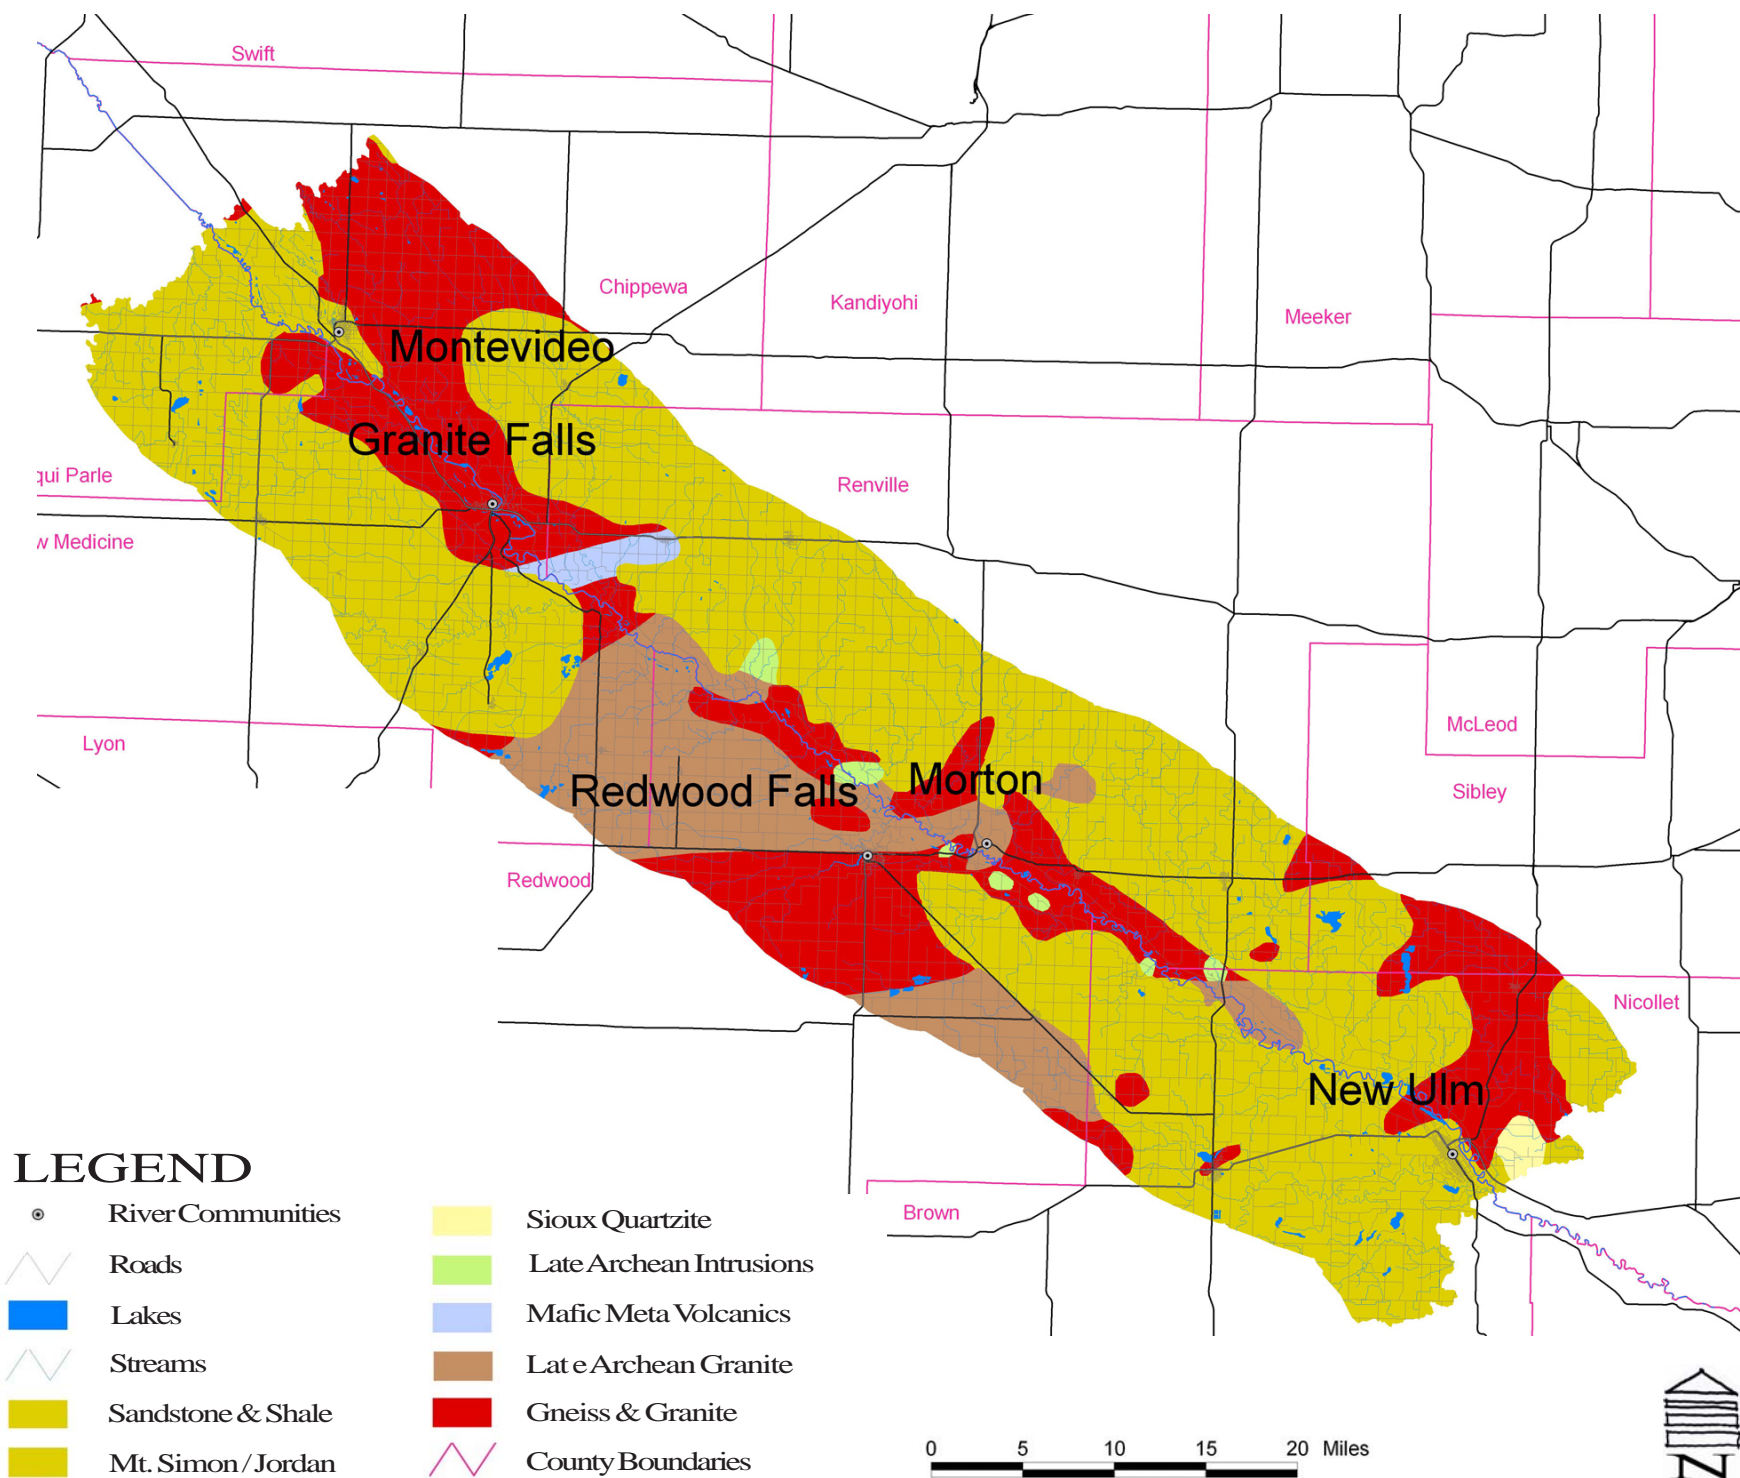 Swift
Chippewa
Kandiyohi
Meeker
Montevideo
Granite Falls
qui Parle
Renville
w Medicine
McLeod
Lyon
Redwood Falls
Morton
Sibley
Redwood
Nicollet
New Ulm
Brown
LEGEND
River Communities
Roads
Lakes
Streams
Sandstone & Shale
Mt. Simon / Jordan
Sioux Quartzite
Late Archean Intrusions
Mafic Meta Volcanics
Lat e Archean Granite
Gneiss & Granite
County Boundaries
0 5 10 15 20 Miles
N